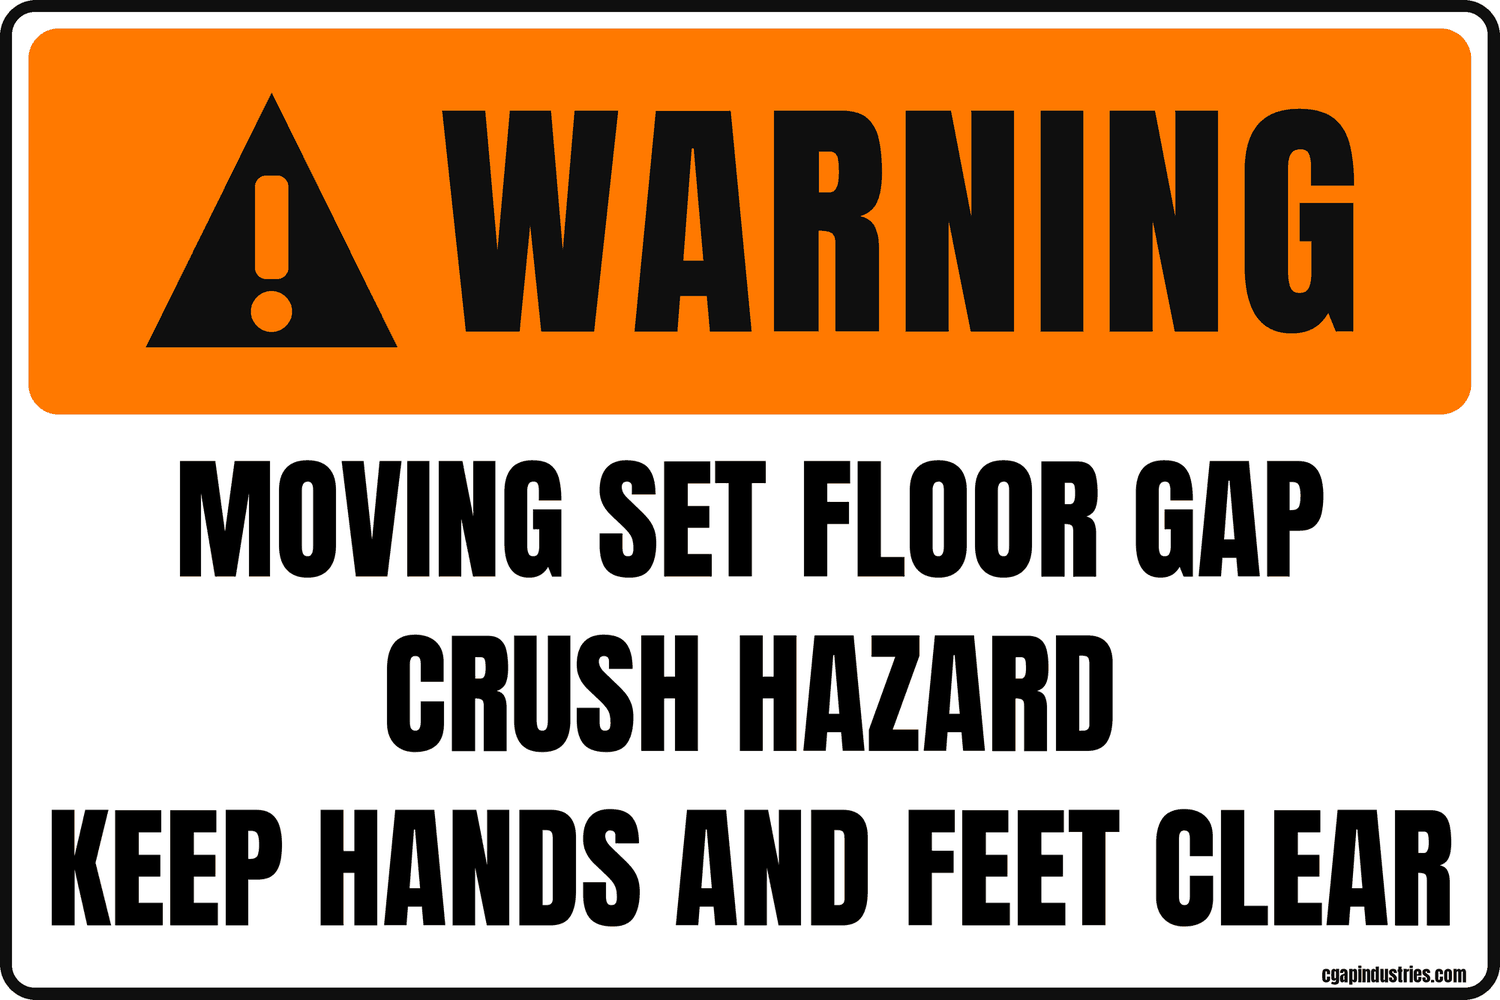 WARNING
MOVING SET FLOOR GAP
CRUSH HAZARD
KEEP HANDS AND FEET CLEAR
cgapindustries.com